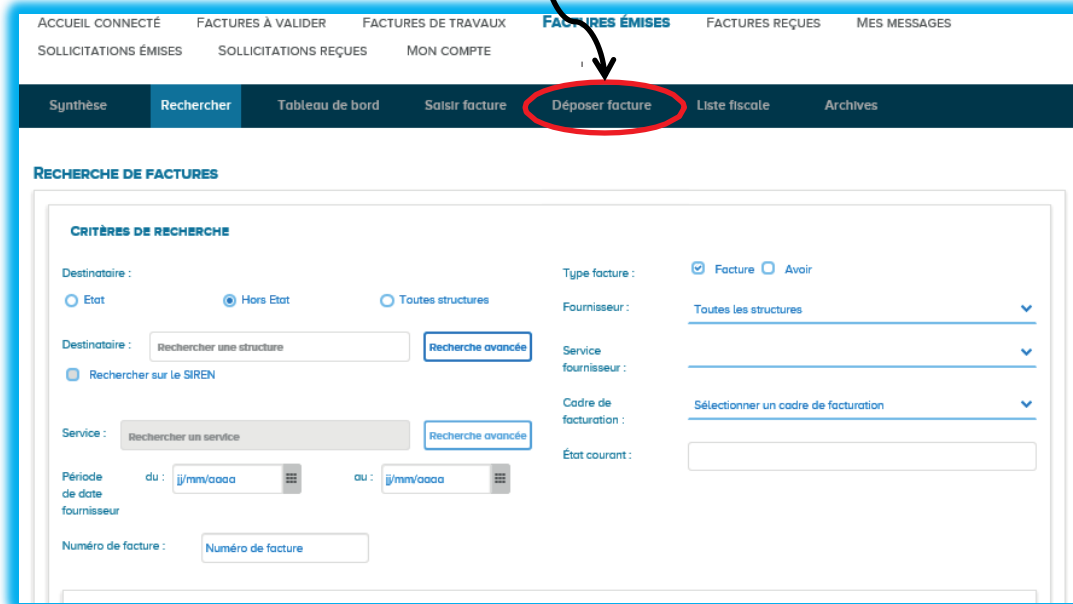 ACCUEIL CONNECTÉ FACTURES À VALIDER FACTURES DE TRAVAUX FACTURES ÉMISES FACTURES REÇUES MES MESSAGES
SOLLICITATIONS ÉMISES SOLLICITATIONS REÇUES MON COMPTE
Synthèse Rechercher Tableau de bord Saisir facture Déposer facture Liste fiscale Archives
RECHERCHE DE FACTURES
CRITÈRES DE RECHERCHE
Destinataire :
Etat Hors Etat Toutes structures
Destinataire : Rechercher une structure Recherche avancée
Rechercher sur le SIREN
Service : Rechercher un service Recherche avancée
Période du : jj/mm/aaaa au : jj/mm/aaaa
de date
fournisseur
Numéro de facture : Numéro de facture
Type facture : Facture Avoir
Fournisseur : Toutes les structures
Service
fournisseur :
Cadre de Sélectionner un cadre de facturation
facturation :
État courant :